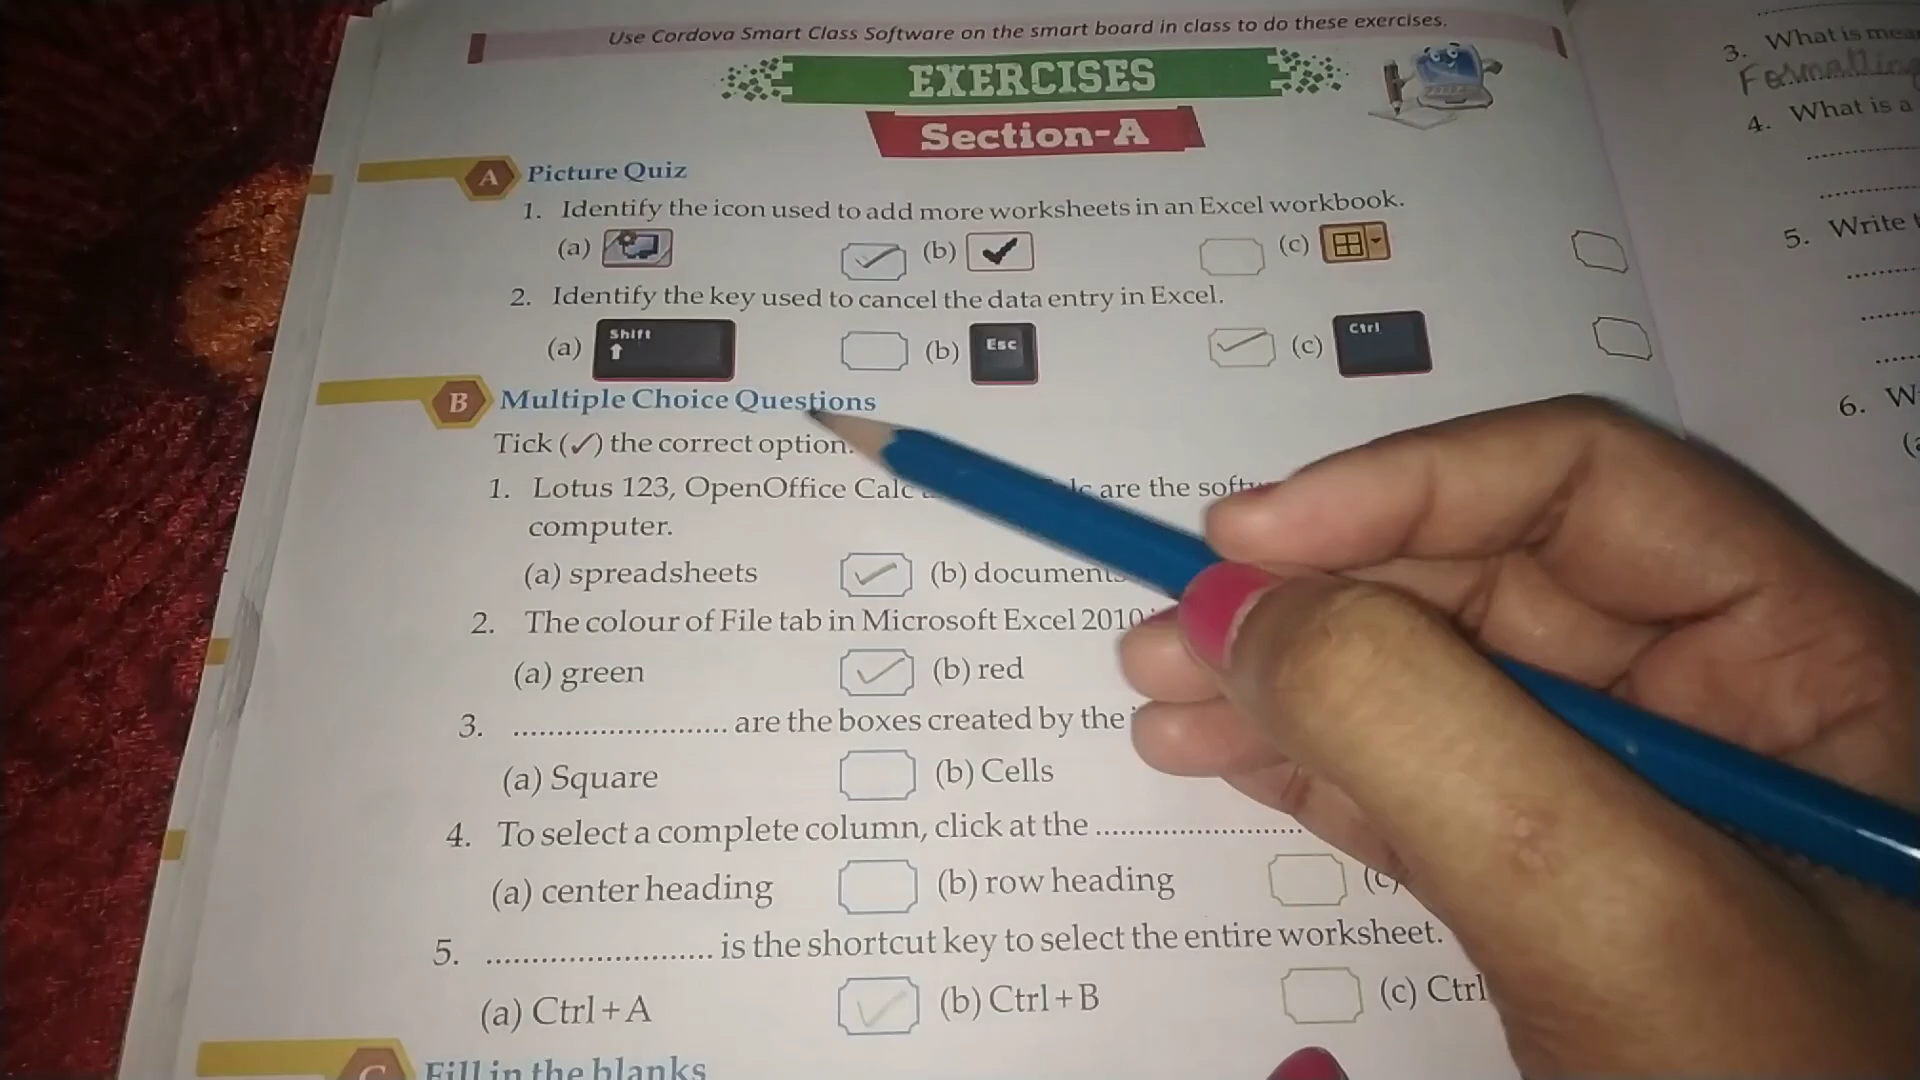 Use Cordova Smart Class Software on the smart board in class to do these exercises.
EXERCISES
Section-A
A Picture Quiz
1. Identify the icon used to add more worksheets in an Excel workbook.
(a) (b) (c)
2. Identify the key used to cancel the data entry in Excel.
(a) Shift (b) Esc (c) Ctrl
B Multiple Choice Questions
Tick (✓) the correct option.
1. Lotus 123, OpenOffice Calc are the
computer.
(a) spreadsheets (b) documents
2. The colour of File tab in Microsoft Excel 2010
(a) green (b) red
3. ........................ are the boxes created by the
(a) Square (b) Cells
4. To select a complete column, click at the ........................
(a) center heading (b) row heading (c)
5. ........................ is the shortcut key to select the entire worksheet.
(a) Ctrl+A (b) Ctrl+B (c) Ctrl
C Fill in the blanks
3. What is
Formatting
4. What is a
5. Write
6.